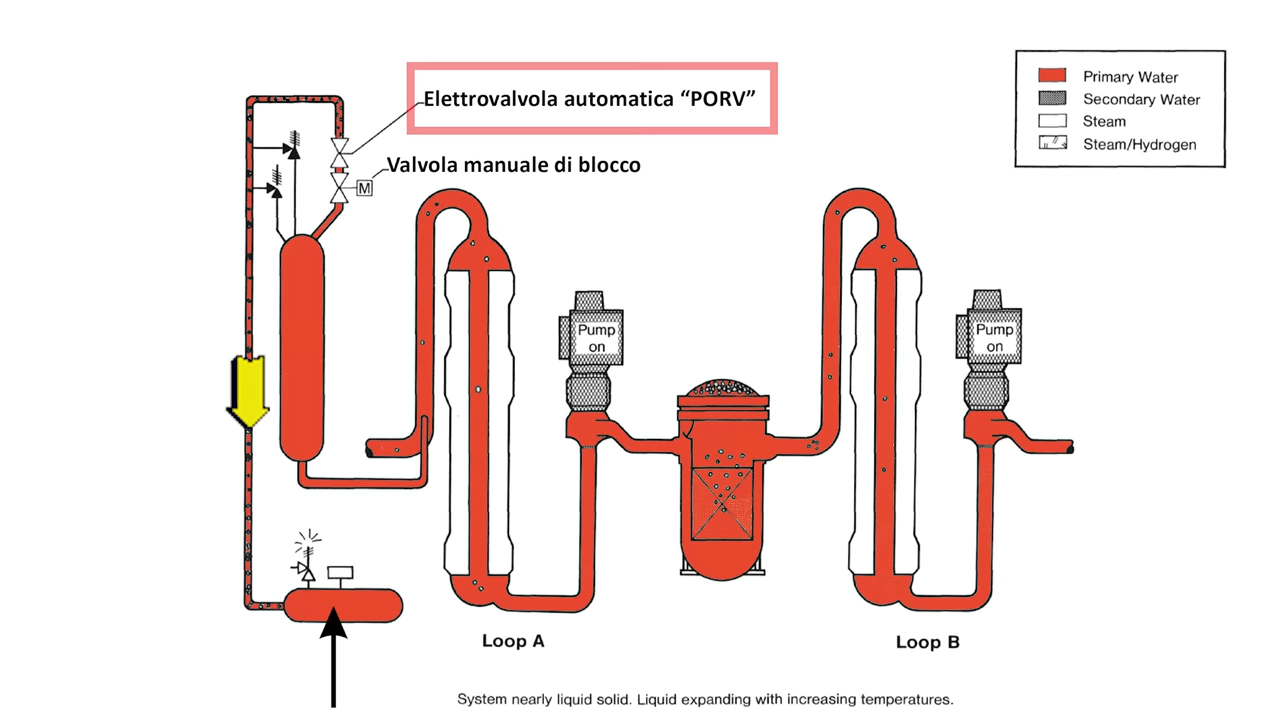 Elettrovalvola automatica “PORV”
Valvola manuale di blocco
M
Primary Water
Secondary Water
Steam
Steam/Hydrogen
Pump
on
Pump
on
Loop A
Loop B
System nearly liquid solid. Liquid expanding with increasing temperatures.